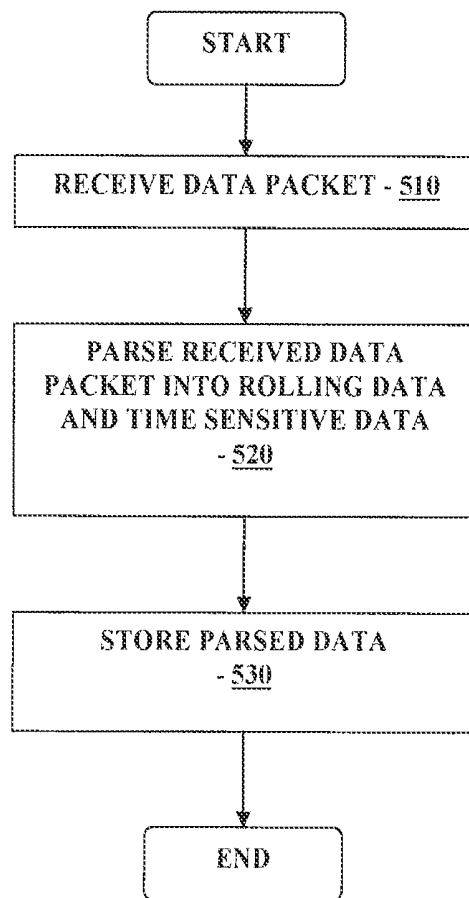 START
RECEIVE DATA PACKET - 510
PARSE RECEIVED DATA
PACKET INTO ROLLING DATA
AND TIME SENSITIVE DATA
- 520
STORE PARSED DATA
- 530
END